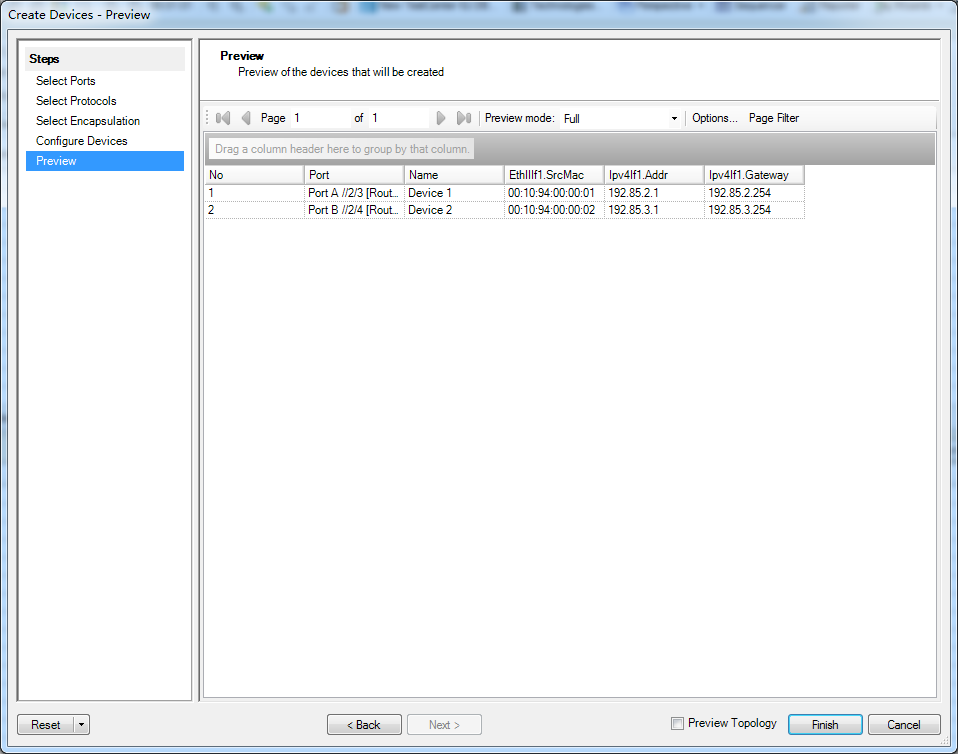 Create Devices - Preview
Steps
Select Ports
Select Protocols
Select Encapsulation
Configure Devices
Preview
Preview
Preview of the devices that will be created
Page 1 of 1 Preview mode: Full Options... Page Filter
Drag a column header here to group by that column.
No Port Name EthIIIf1.SrcMac Ipv4If1.Addr Ipv4If1.Gateway
1 Port A //2/3 [Rout... Device 1 00:10:94:00:00:01 192.85.2.1 192.85.2.254
2 Port B //2/4 [Rout... Device 2 00:10:94:00:00:02 192.85.3.1 192.85.3.254
Reset < Back Next > Preview Topology Finish Cancel